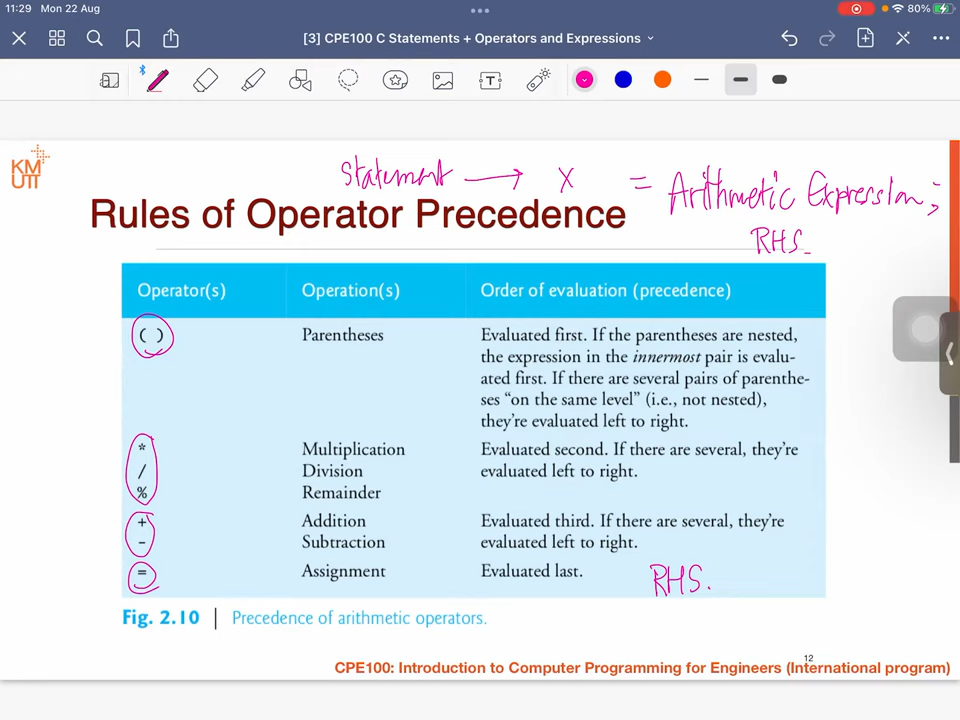 11:29 Mon 22 Aug
80%
[3] CPE100 C Statements + Operators and Expressions
T
KM
UTT
Statement → x = Arithmetic Expression;
RHS.
Rules of Operator Precedence
Operator(s) Operation(s) Order of evaluation (precedence)
( ) Parentheses Evaluated first. If the parentheses are nested,
the expression in the innermost pair is evalu-
ated first. If there are several pairs of parenthe-
ses “on the same level” (i.e., not nested),
they’re evaluated left to right.
* Multiplication Evaluated second. If there are several, they’re
/ Division evaluated left to right.
% Remainder
+ Addition Evaluated third. If there are several, they’re
- Subtraction evaluated left to right.
= Assignment Evaluated last. RHS.
Fig. 2.10 | Precedence of arithmetic operators.
12
CPE100: Introduction to Computer Programming for Engineers (International program)